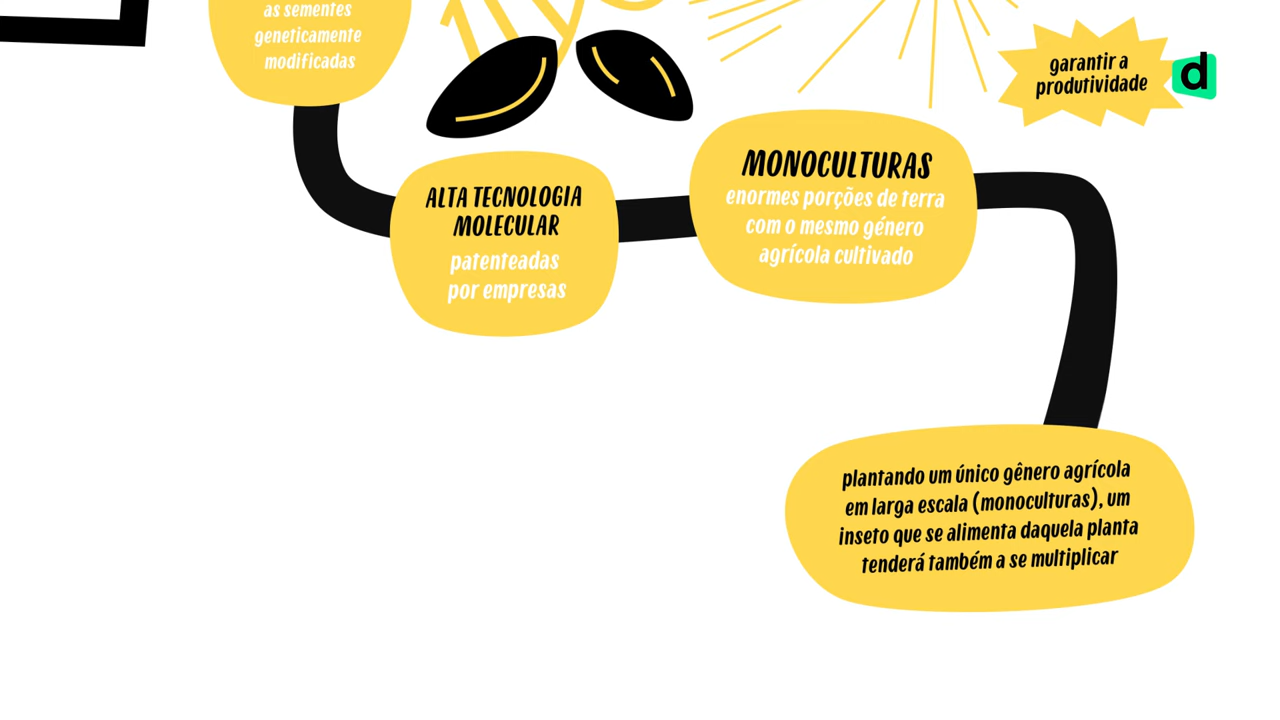 as sementes
geneticamente
modificadas
garantir a
produtividade
d
ALTA TECNOLOGIA
MOLECULAR
patenteadas
por empresas
MONOCULTURAS
enormes porções de terra
com o mesmo género
agrícola cultivado
plantando um único gênero agrícola
em larga escala (monoculturas), um
inseto que se alimenta daquela planta
tenderá também a se multiplicar